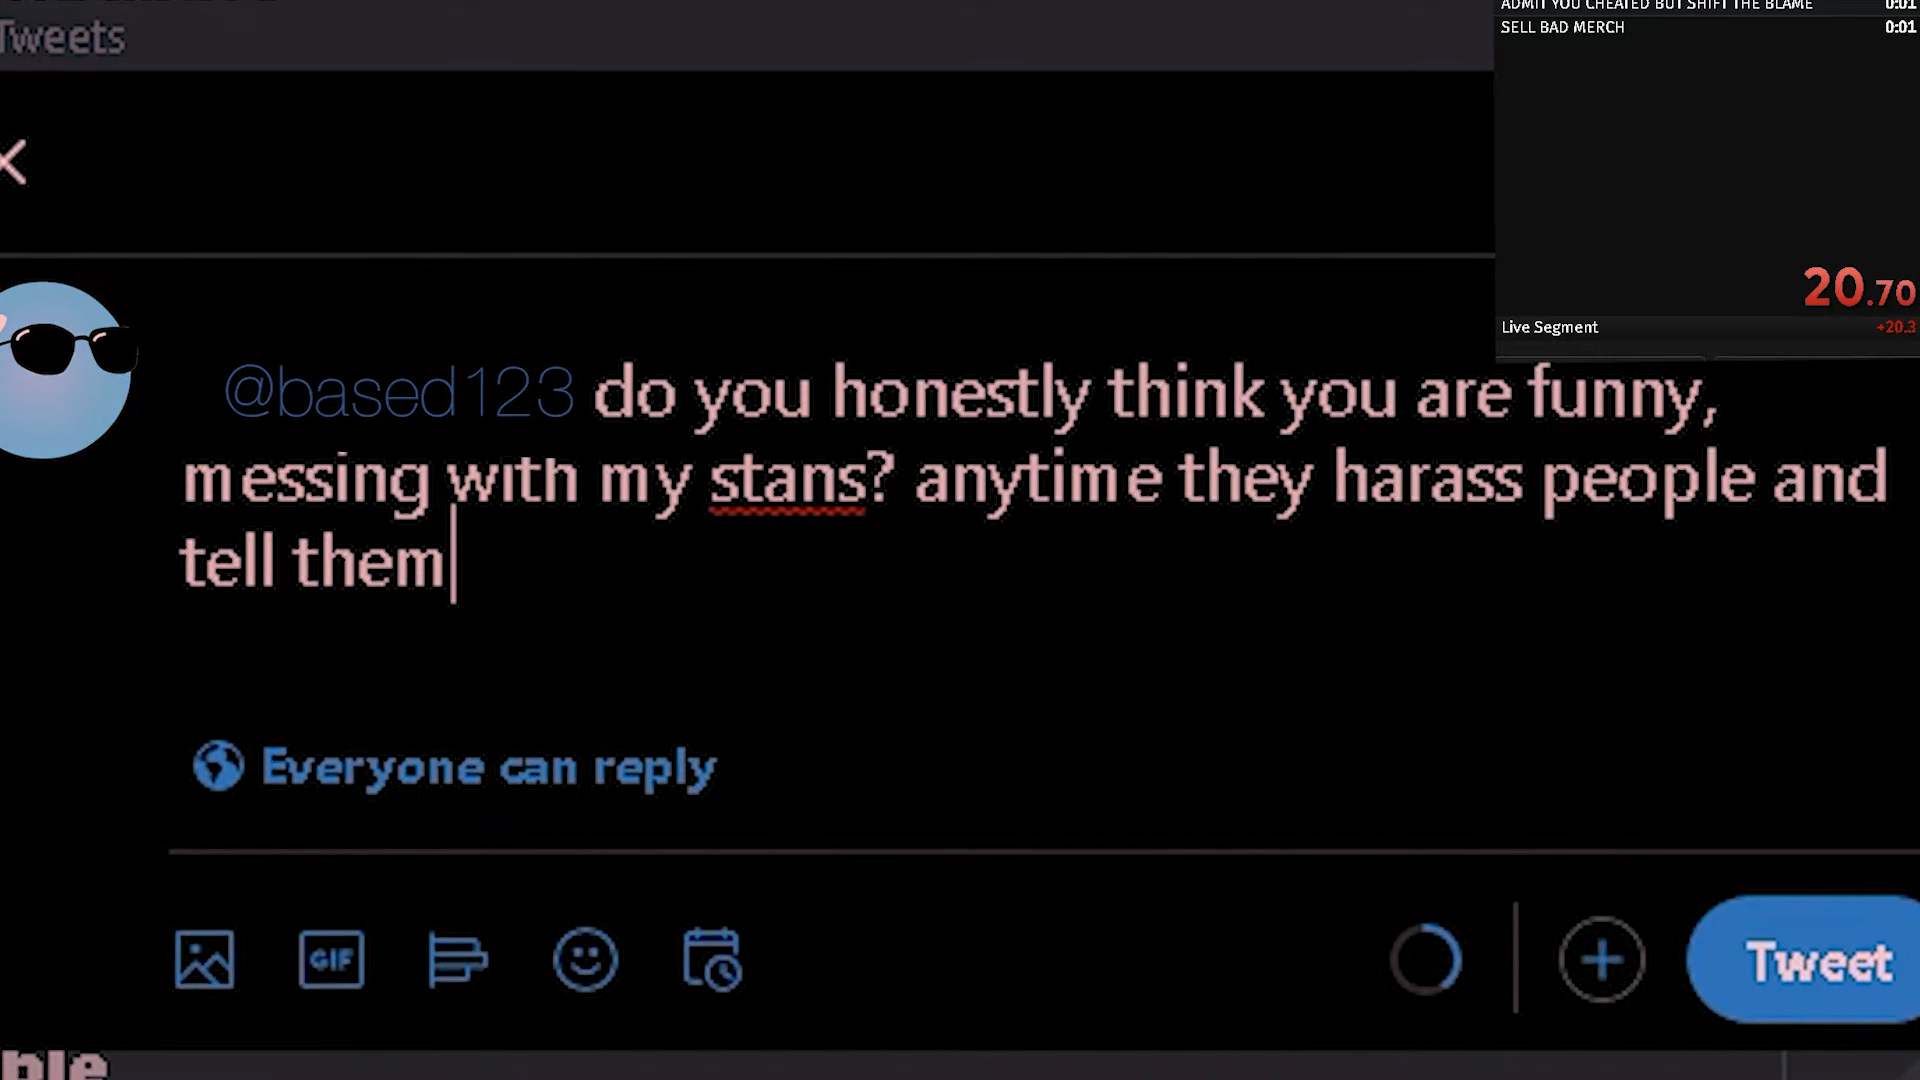 Tweets
ADMIT YOU CHEATED BUT SHIFT THE BLAME 0:01
SELL BAD MERCH 0:01
20.70
Live Segment +20.3
@based123 do you honestly think you are funny,
messing with my stans? anytime they harass people and
tell them
Everyone can reply
GIF
Tweet